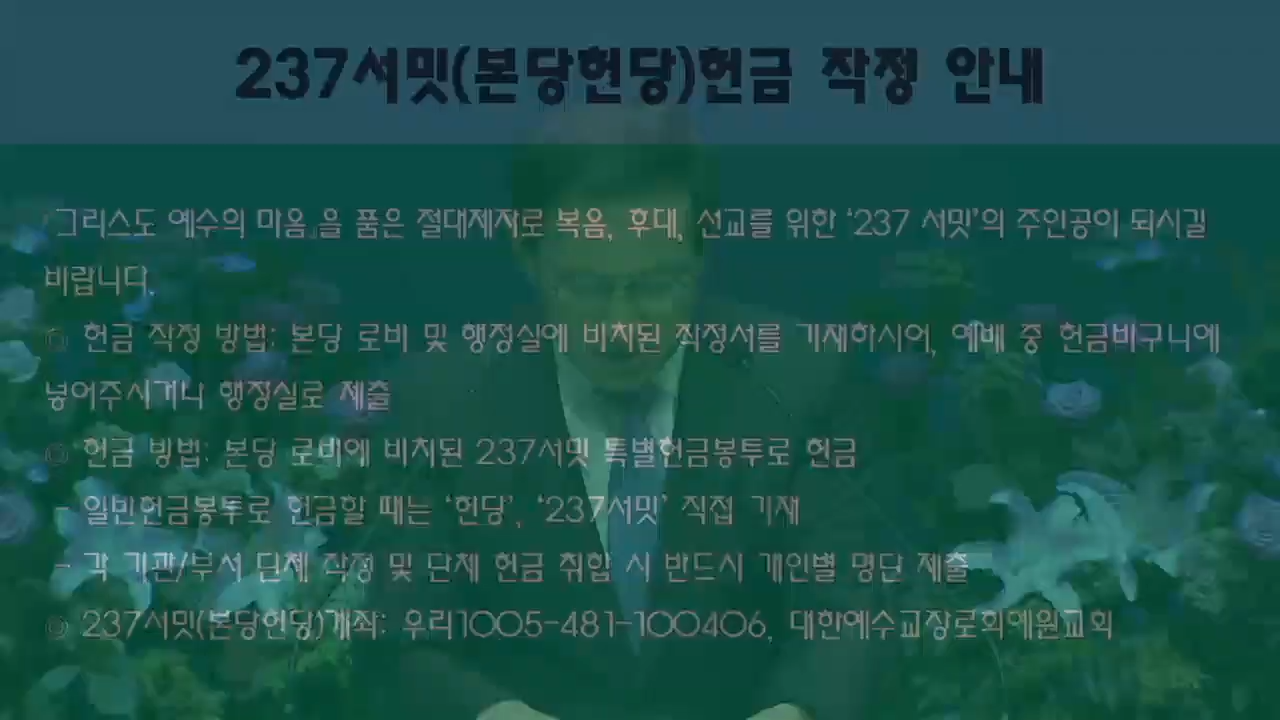 237서밋(본당헌당)헌금 작정 안내
「그리스도 예수의 마음」을 품은 절대제자로 복음, 후대, 선교를 위한 ‘237 서밋’의 주인공이 되시길
바랍니다.
◎ 헌금 작정 방법: 본당 로비 및 행정실에 비치된 작정서를 기재하시어, 예배 중 헌금바구니에
넣어주시거나 행정실로 제출
◎ 헌금 방법: 본당 로비에 비치된 237서밋 특별헌금봉투로 헌금
- 일반헌금봉투로 헌금할 때는 ‘헌당’, ‘237서밋’ 직접 기재
- 각 기관/부서 단체 작정 및 단체 헌금 취합 시 반드시 개인별 명단 제출
◎ 237서밋(본당헌당)계좌: 우리1005-481-100406, 대한예수교장로회예원교회